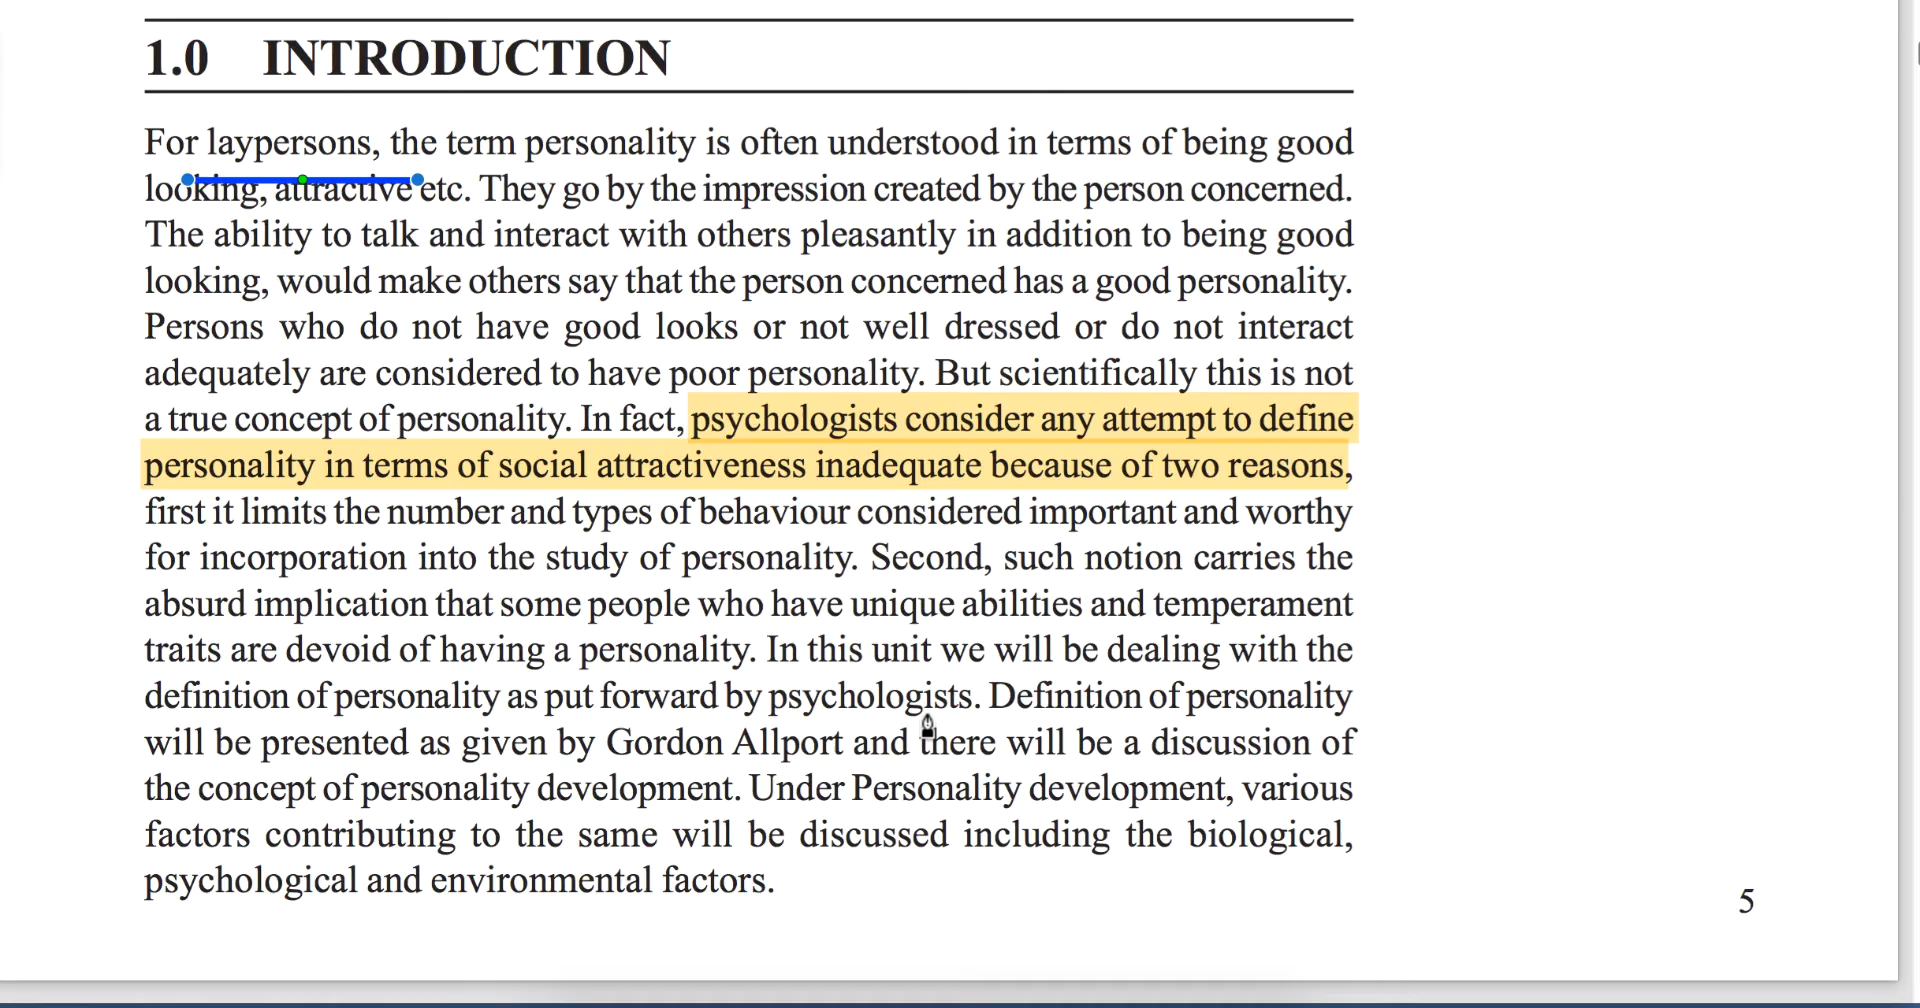 1.0 INTRODUCTION
For laypersons, the term personality is often understood in terms of being good
looking, attractive etc. They go by the impression created by the person concerned.
The ability to talk and interact with others pleasantly in addition to being good
looking, would make others say that the person concerned has a good personality.
Persons who do not have good looks or not well dressed or do not interact
adequately are considered to have poor personality. But scientifically this is not
a true concept of personality. In fact, psychologists consider any attempt to define
personality in terms of social attractiveness inadequate because of two reasons,
first it limits the number and types of behaviour considered important and worthy
for incorporation into the study of personality. Second, such notion carries the
absurd implication that some people who have unique abilities and temperament
traits are devoid of having a personality. In this unit we will be dealing with the
definition of personality as put forward by psychologists. Definition of personality
will be presented as given by Gordon Allport and there will be a discussion of
the concept of personality development. Under Personality development, various
factors contributing to the same will be discussed including the biological,
psychological and environmental factors.
5